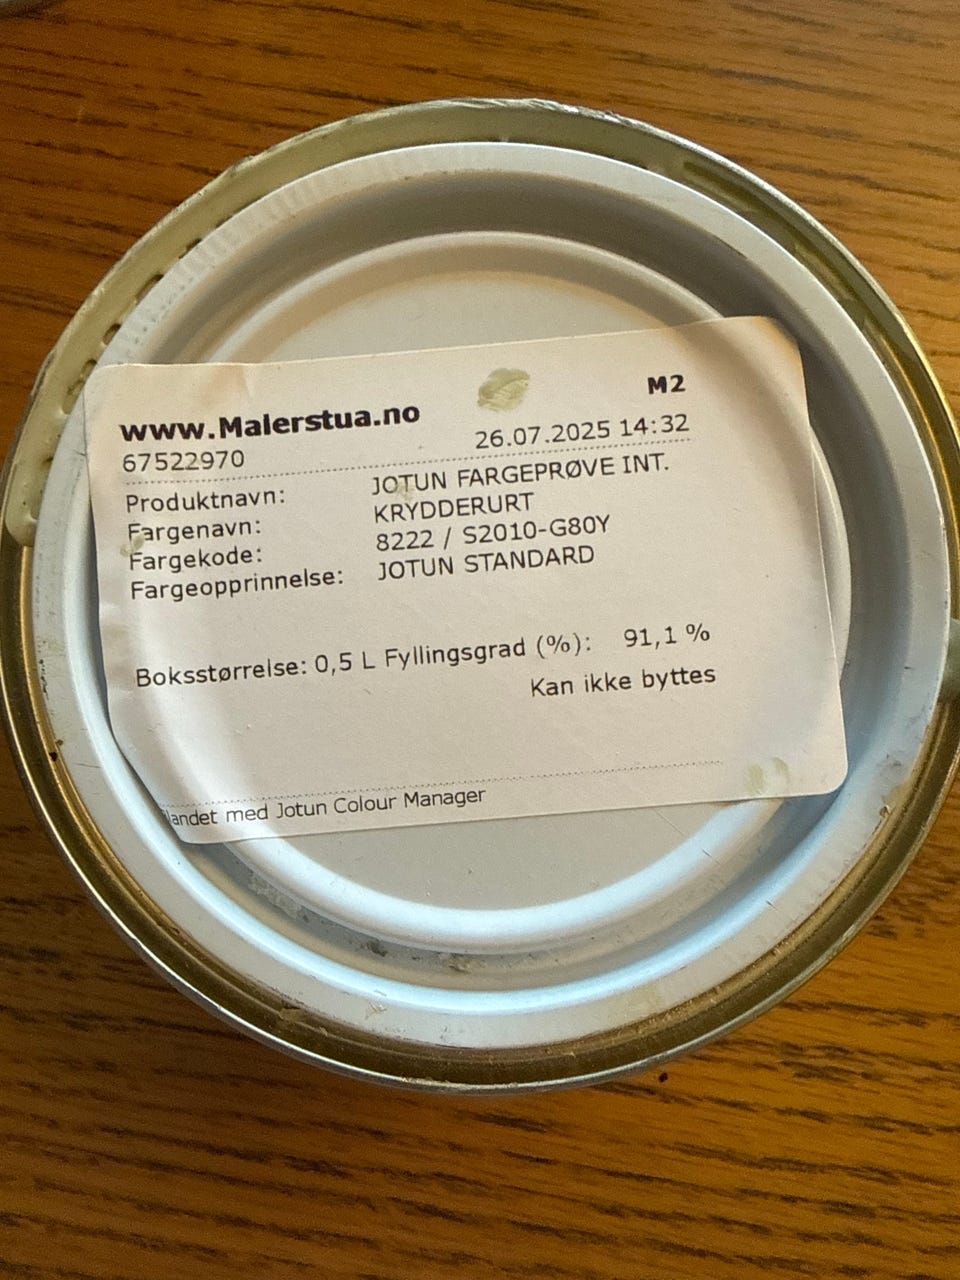 M2
www.Malerstua.no
67522970 26.07.2025 14:32
Produktnavn: JOTUN FARGEPRØVE INT.
Fargenavn: KRYDDERURT
Fargekode: 8222 / S2010-G80Y
Fargeopprinnelse: JOTUN STANDARD
Boksstørrelse: 0,5 L Fyllingsgrad (%): 91,1 %
Kan ikke byttes
landet med Jotun Colour Manager